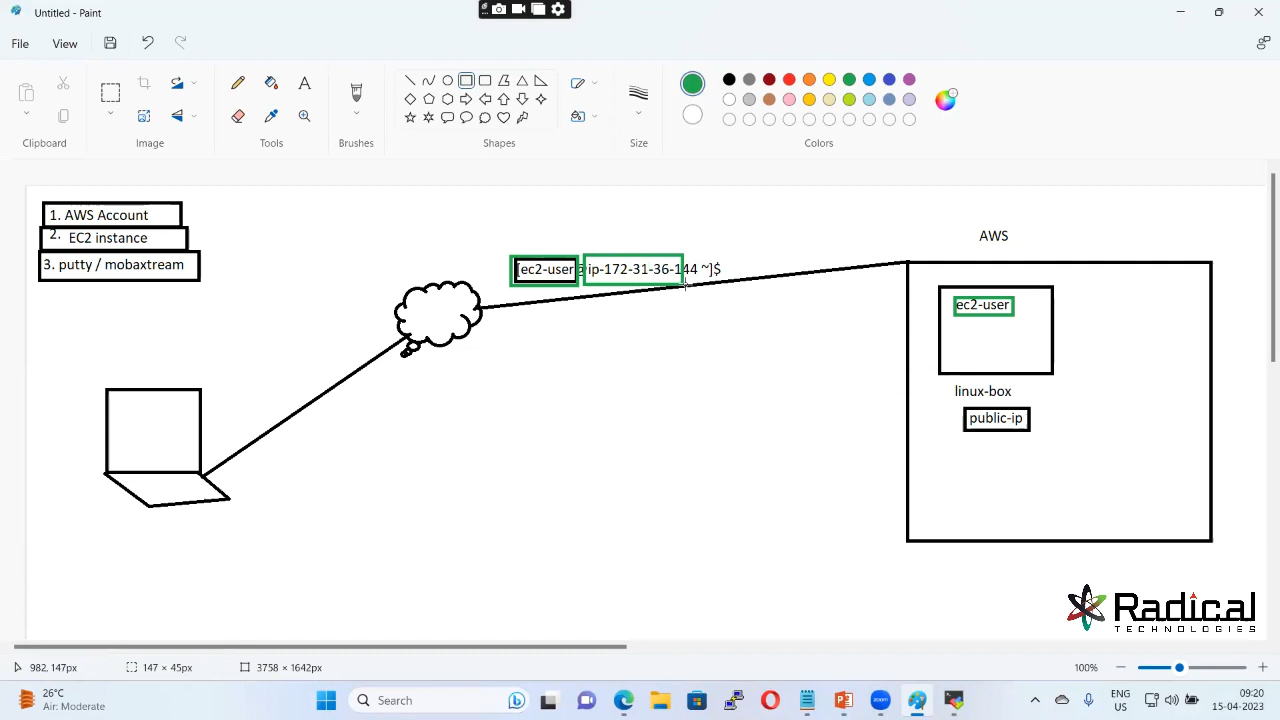 Untitled - Paint
File View
Clipboard
Image
Tools
Brushes
Shapes
Size
Colors
1. AWS Account
2. EC2 instance
3. putty / mobaxtream
[ec2-user@ip-172-31-36-144 ~]$
AWS
ec2-user
linux-box
public-ip
Radical
TECHNOLOGIES
982, 147px
147 × 45px
3758 × 1642px
100%
26°C
Air: Moderate
Search
zoom
ENG
US
09:20
15-04-2023